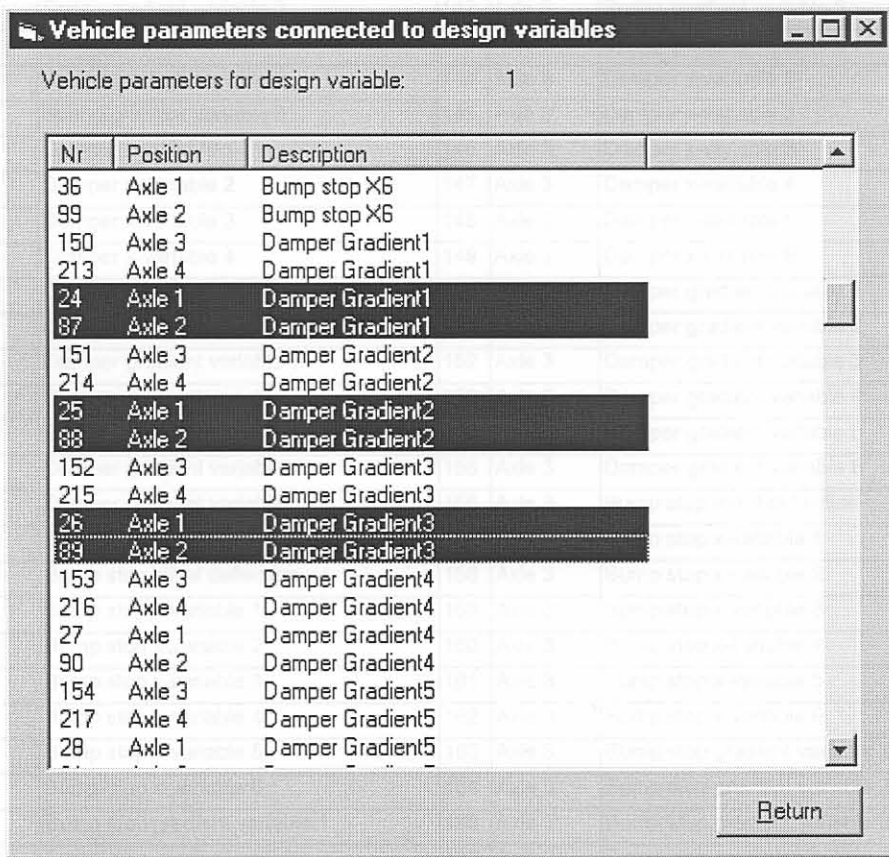 Vehicle parameters connected to design variables
Vehicle parameters for design variable: 1
Nr Position Description
36 Axle 1 Bump stop X6
99 Axle 2 Bump stop X6
150 Axle 3 Damper Gradient1
213 Axle 4 Damper Gradient1
24 Axle 1 Damper Gradient1
87 Axle 2 Damper Gradient1
151 Axle 3 Damper Gradient2
214 Axle 4 Damper Gradient2
25 Axle 1 Damper Gradient2
88 Axle 2 Damper Gradient2
152 Axle 3 Damper Gradient3
215 Axle 4 Damper Gradient3
26 Axle 1 Damper Gradient3
89 Axle 2 Damper Gradient3
153 Axle 3 Damper Gradient4
216 Axle 4 Damper Gradient4
27 Axle 1 Damper Gradient4
90 Axle 2 Damper Gradient4
154 Axle 3 Damper Gradient5
217 Axle 4 Damper Gradient5
28 Axle 1 Damper Gradient5
Return